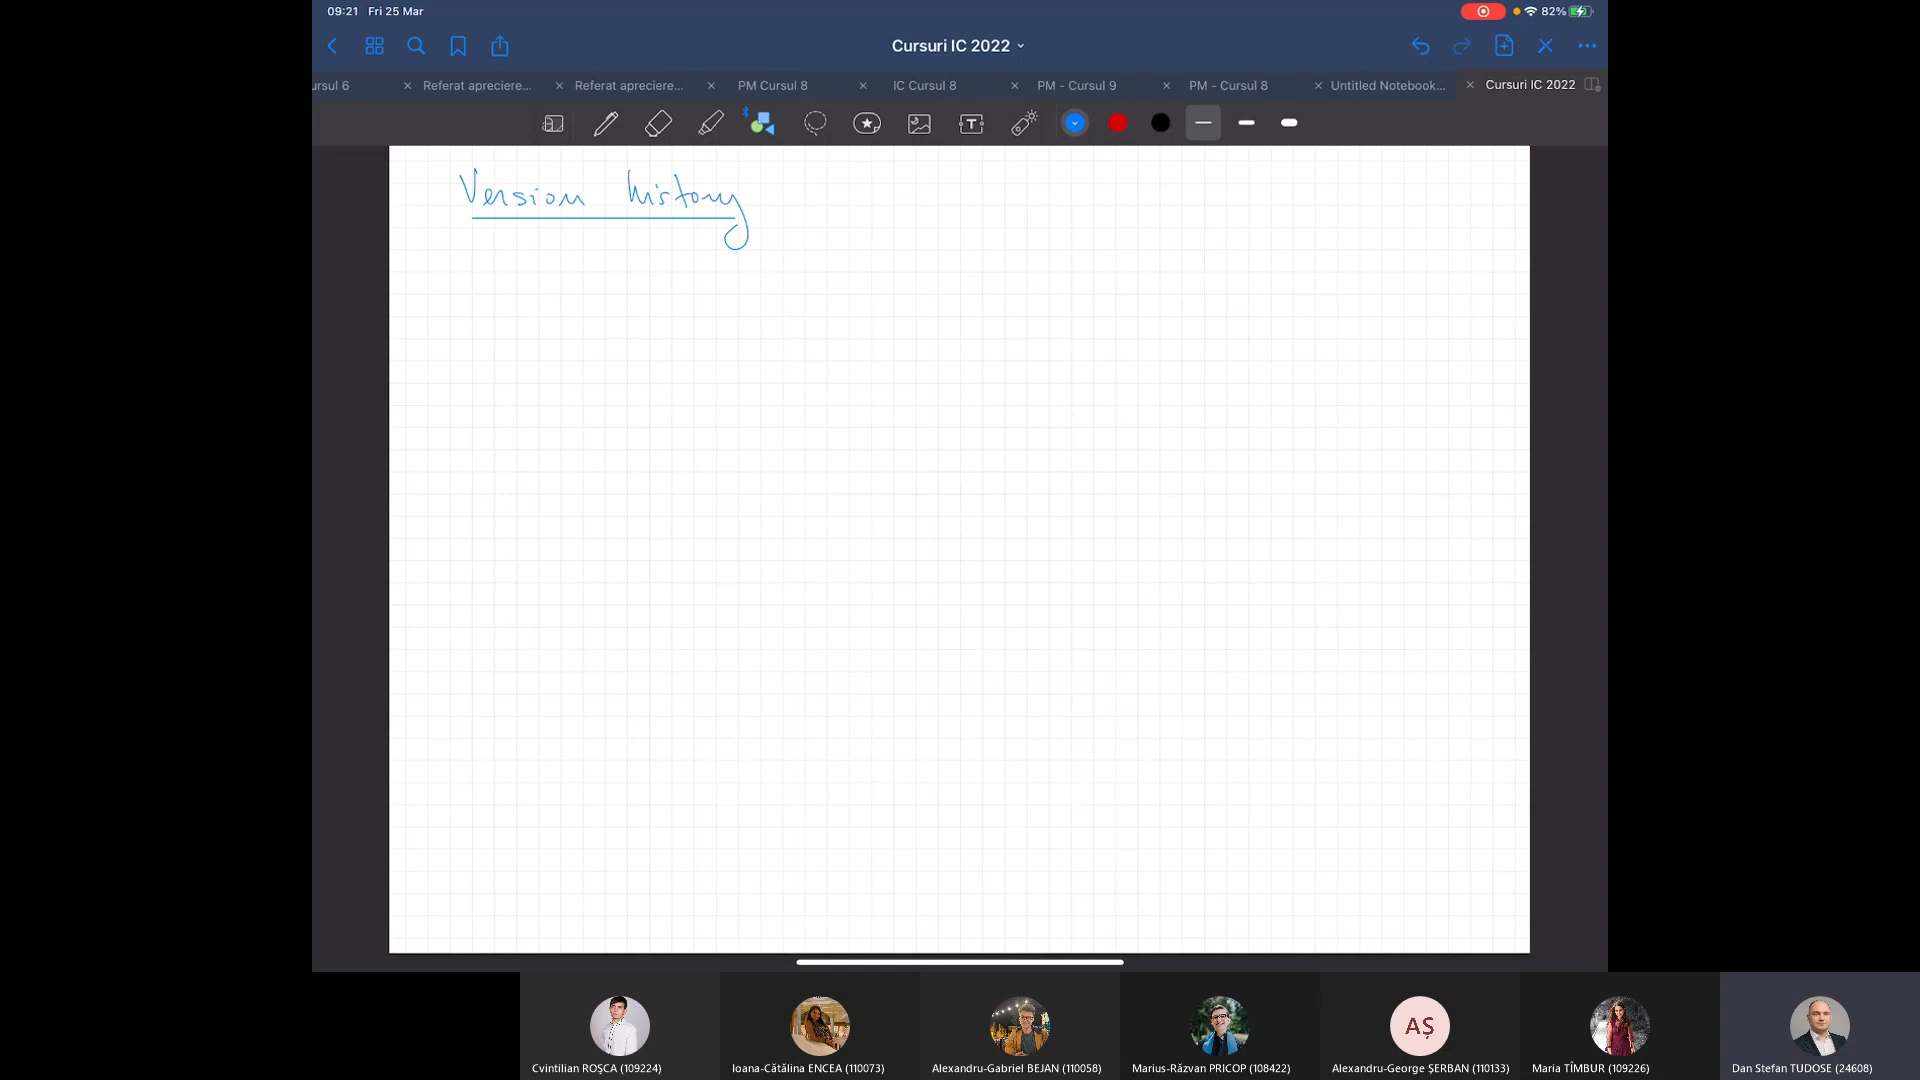 09:21 Fri 25 Mar
82%
Cursuri IC 2022
ursul 6
Referat apreciere...
Referat apreciere...
PM Cursul 8
IC Cursul 8
PM - Cursul 9
PM - Cursul 8
Untitled Notebook...
Cursuri IC 2022
T
Version history
AȘ
Cvintilian ROȘCA (109224)
Ioana-Cătălina ENCEA (110073)
Alexandru-Gabriel BEJAN (110058)
Marius-Răzvan PRICOP (108422)
Alexandru-George ȘERBAN (110133)
Maria TÎMBUR (109226)
Dan Stefan TUDOSE (24608)